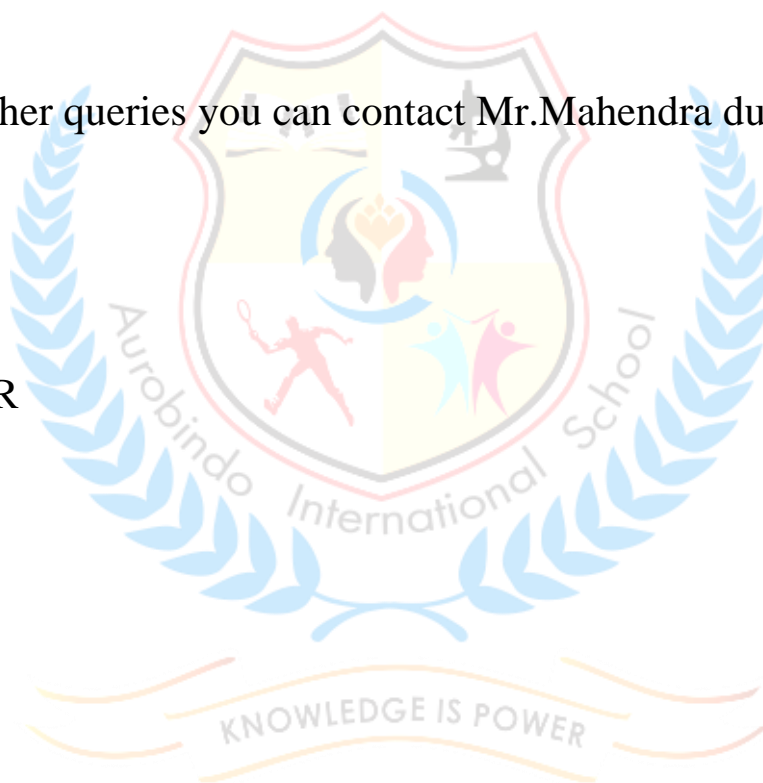 her queries you can contact Mr.Mahendra du
R
Aurobindo International School
KNOWLEDGE IS POWER